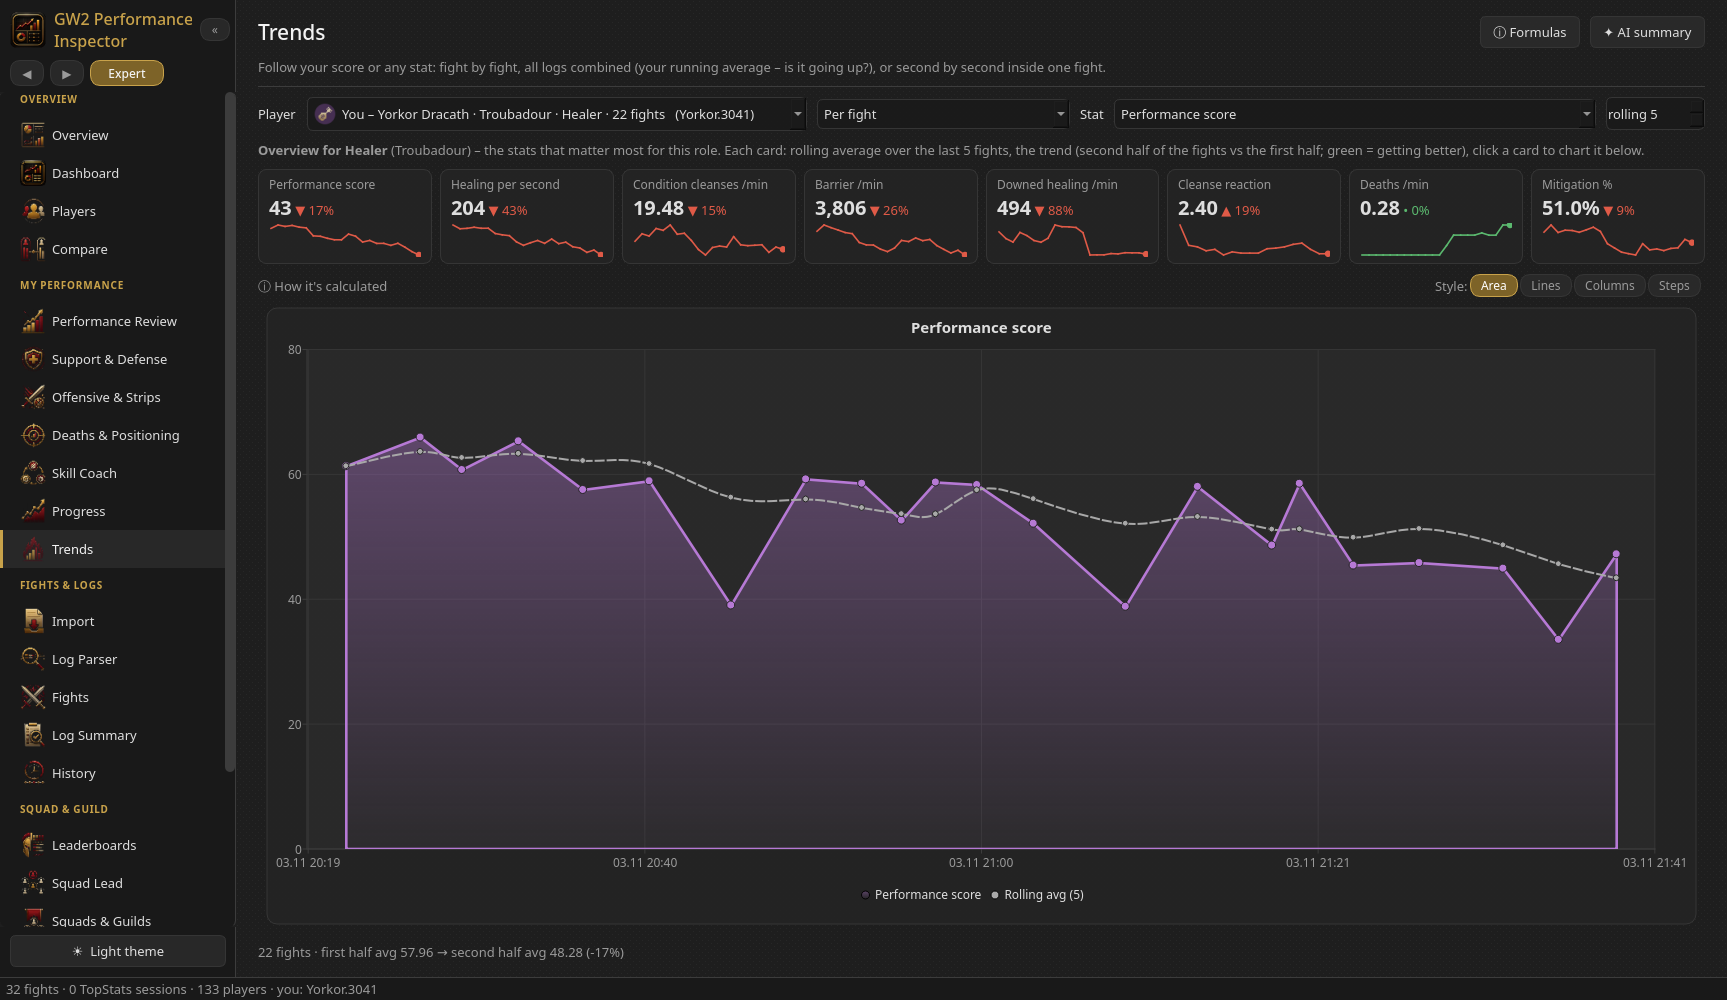 GW2 Performance
Inspector
«
◀ ▶ Expert
OVERVIEW
Overview
Dashboard
Players
Compare
MY PERFORMANCE
Performance Review
Support & Defense
Offensive & Strips
Deaths & Positioning
Skill Coach
Progress
Trends
FIGHTS & LOGS
Import
Log Parser
Fights
Log Summary
History
SQUAD & GUILD
Leaderboards
Squad Lead
Squads & Guilds
☀ Light theme
Trends
ⓘ Formulas
✦ AI summary
Follow your score or any stat: fight by fight, all logs combined (your running average – is it going up?), or second by second inside one fight.
Player You – Yorkor Dracath · Troubadour · Healer · 22 fights (Yorkor.3041) Per fight Stat Performance score rolling 5
Overview for Healer (Troubadour) – the stats that matter most for this role. Each card: rolling average over the last 5 fights, the trend (second half of the fights vs the first half; green = getting better), click a card to chart it below.
Performance score
43 ▼ 17%
Healing per second
204 ▼ 43%
Condition cleanses /min
19.48 ▼ 15%
Barrier /min
3,806 ▼ 26%
Downed healing /min
494 ▼ 88%
Cleanse reaction
2.40 ▲ 19%
Deaths /min
0.28 • 0%
Mitigation %
51.0% ▼ 9%
ⓘ How it's calculated
Style: Area Lines Columns Steps
Performance score
80
60
40
20
0
03.11 20:19 03.11 20:40 03.11 21:00 03.11 21:21 03.11 21:41
Performance score Rolling avg (5)
22 fights · first half avg 57.96 → second half avg 48.28 (-17%)
32 fights · 0 TopStats sessions · 133 players · you: Yorkor.3041